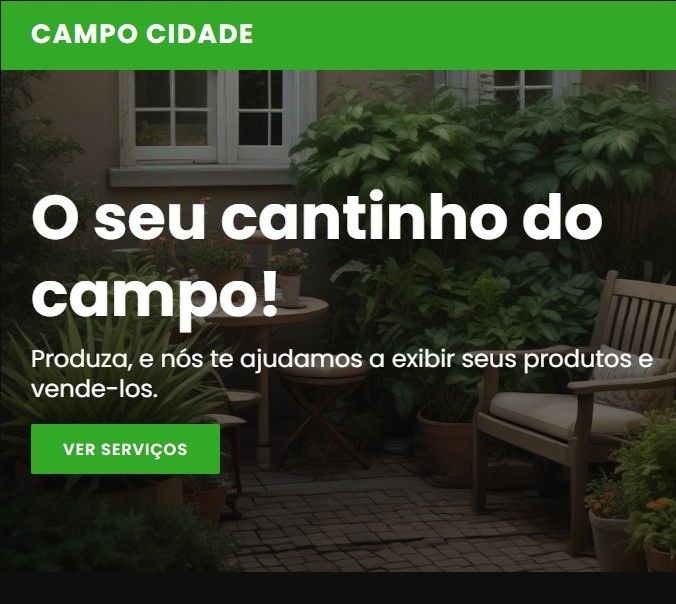 CAMPO CIDADE
O seu cantinho do
campo!
Produza, e nós te ajudamos a exibir seus produtos e
vende-los.
VER SERVIÇOS